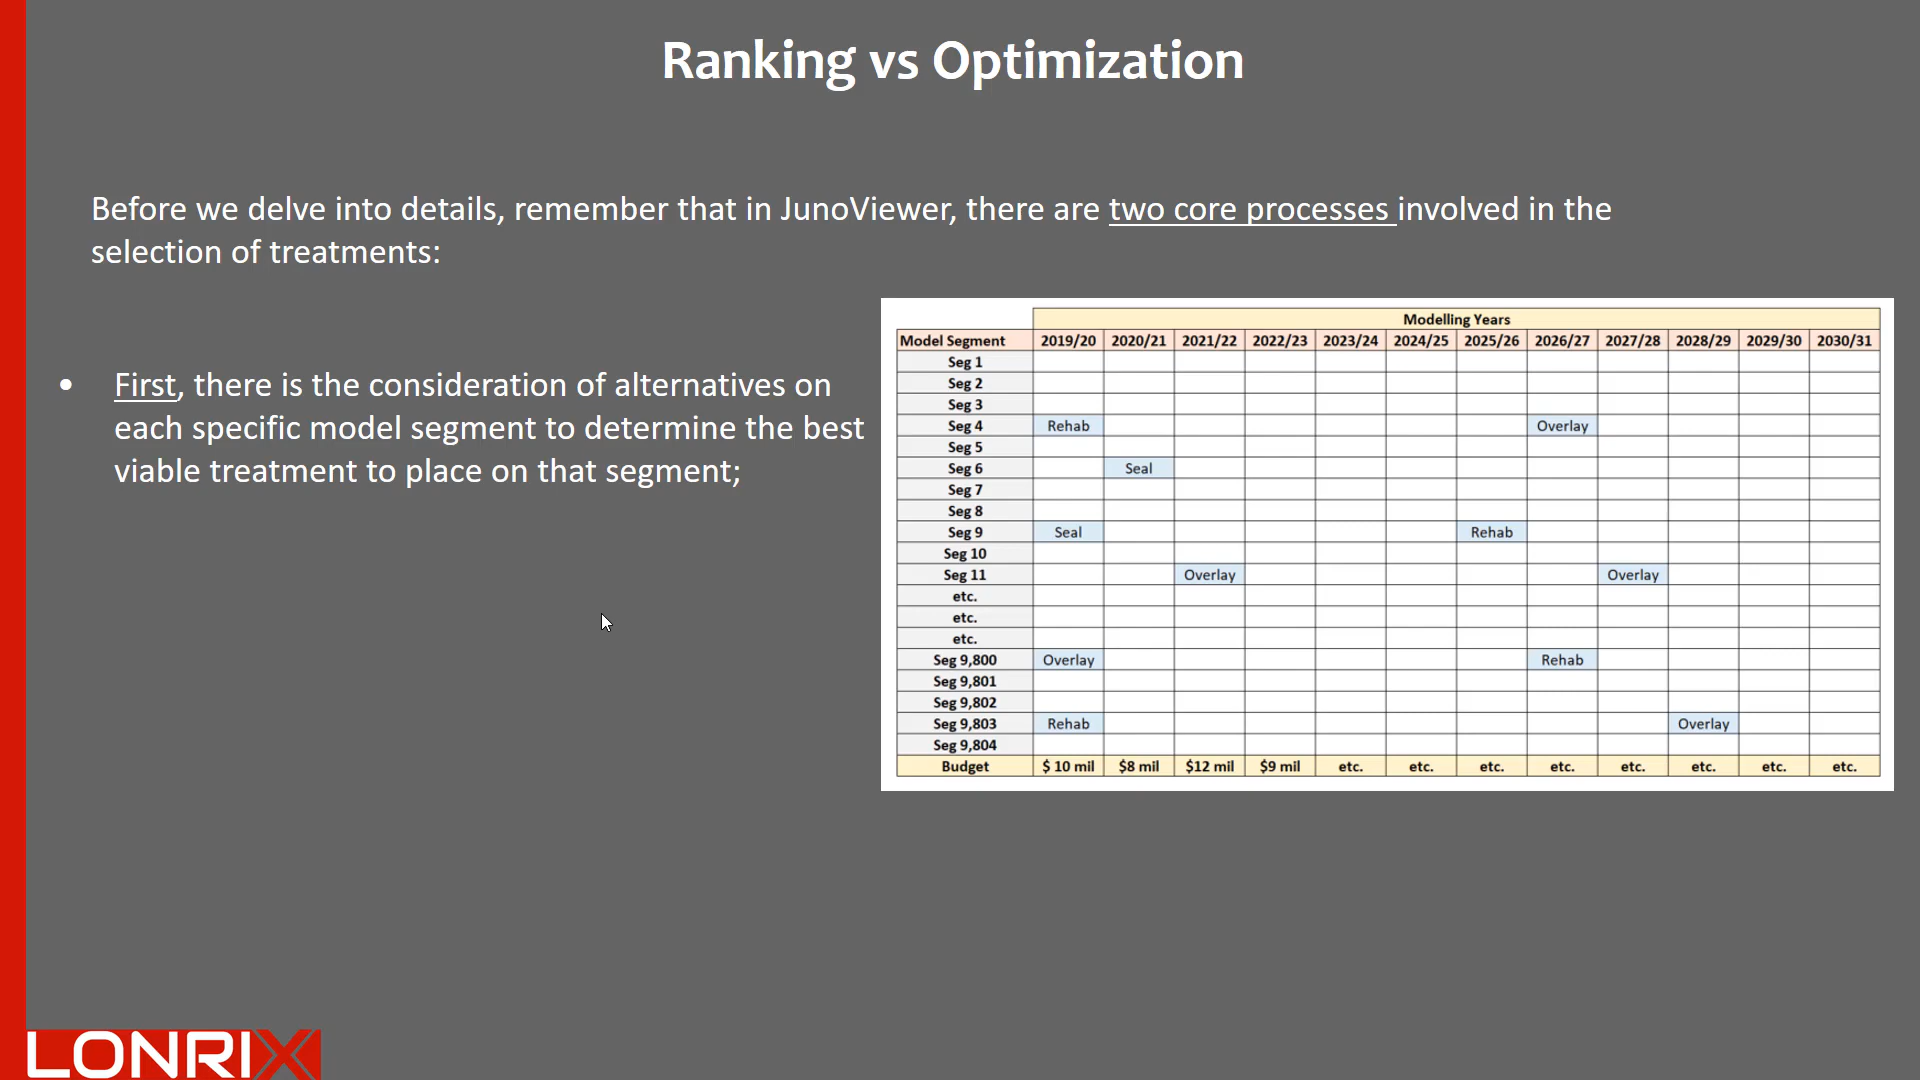 Ranking vs Optimization
Before we delve into details, remember that in JunoViewer, there are two core processes involved in the
selection of treatments:
• First, there is the consideration of alternatives on
each specific model segment to determine the best
viable treatment to place on that segment;
Modelling Years
Model Segment 2019/20 2020/21 2021/22 2022/23 2023/24 2024/25 2025/26 2026/27 2027/28 2028/29 2029/30 2030/31
Seg 1
Seg 2
Seg 3
Seg 4 Rehab Overlay
Seg 5
Seg 6 Seal
Seg 7
Seg 8
Seg 9 Seal Rehab
Seg 10
Seg 11 Overlay Overlay
etc.
etc.
etc.
Seg 9,800 Overlay Rehab
Seg 9,801
Seg 9,802
Seg 9,803 Rehab Overlay
Seg 9,804
Budget $ 10 mil $8 mil $12 mil $9 mil etc. etc. etc. etc. etc. etc. etc. etc.
LONRIX